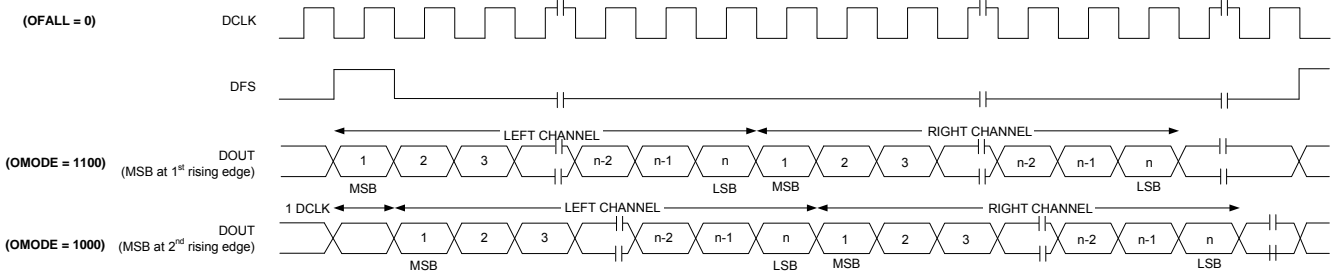 (OFALL = 0) DCLK
DFS
LEFT CHANNEL RIGHT CHANNEL
(OMODE = 1100) DOUT (MSB at 1st rising edge)
1 2 3 n-2 n-1 n 1 2 3 n-2 n-1 n
MSB LSB MSB LSB
1 DCLK LEFT CHANNEL RIGHT CHANNEL
(OMODE = 1000) DOUT (MSB at 2nd rising edge)
1 2 3 n-2 n-1 n 1 2 3 n-2 n-1 n
MSB LSB MSB LSB